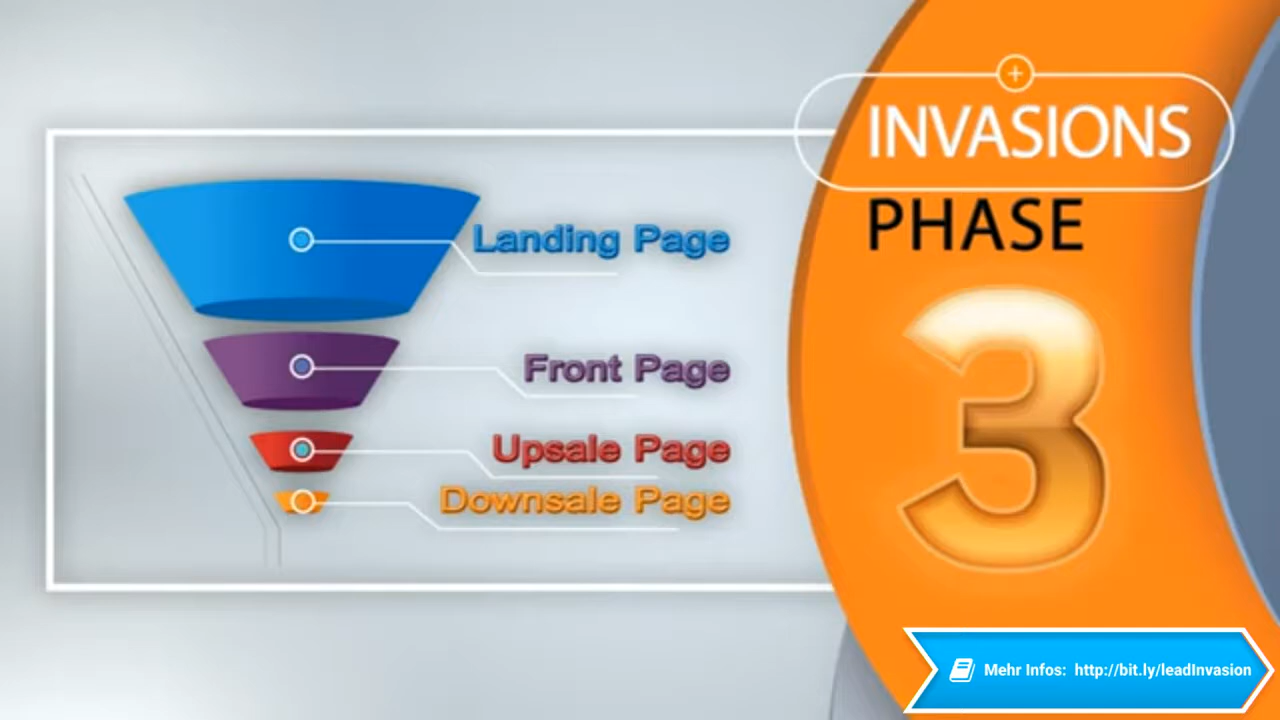 Landing Page
Front Page
Upsale Page
Downsale Page
INVASIONS
PHASE
3
Mehr Infos: http://bit.ly/leadInvasion